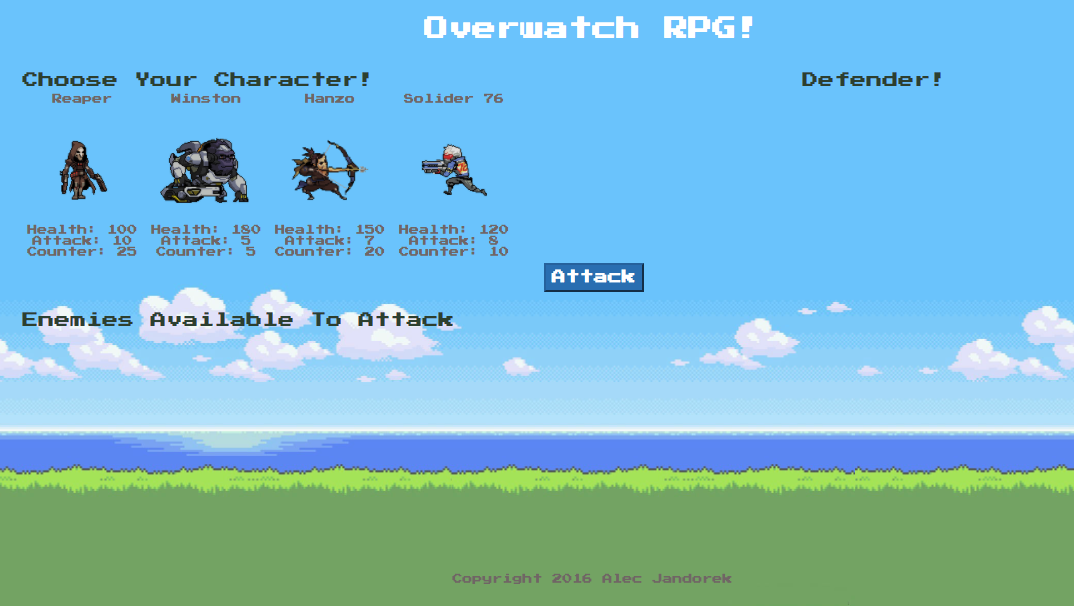 Overwatch RPG!
Choose Your Character!
Defender!
Reaper
Winston
Hanzo
Solider 76
Health: 100
Attack: 10
Counter: 25
Health: 180
Attack: 5
Counter: 5
Health: 150
Attack: 7
Counter: 20
Health: 120
Attack: 8
Counter: 10
Attack
Enemies Available To Attack
Copyright 2016 Alec Jandorek